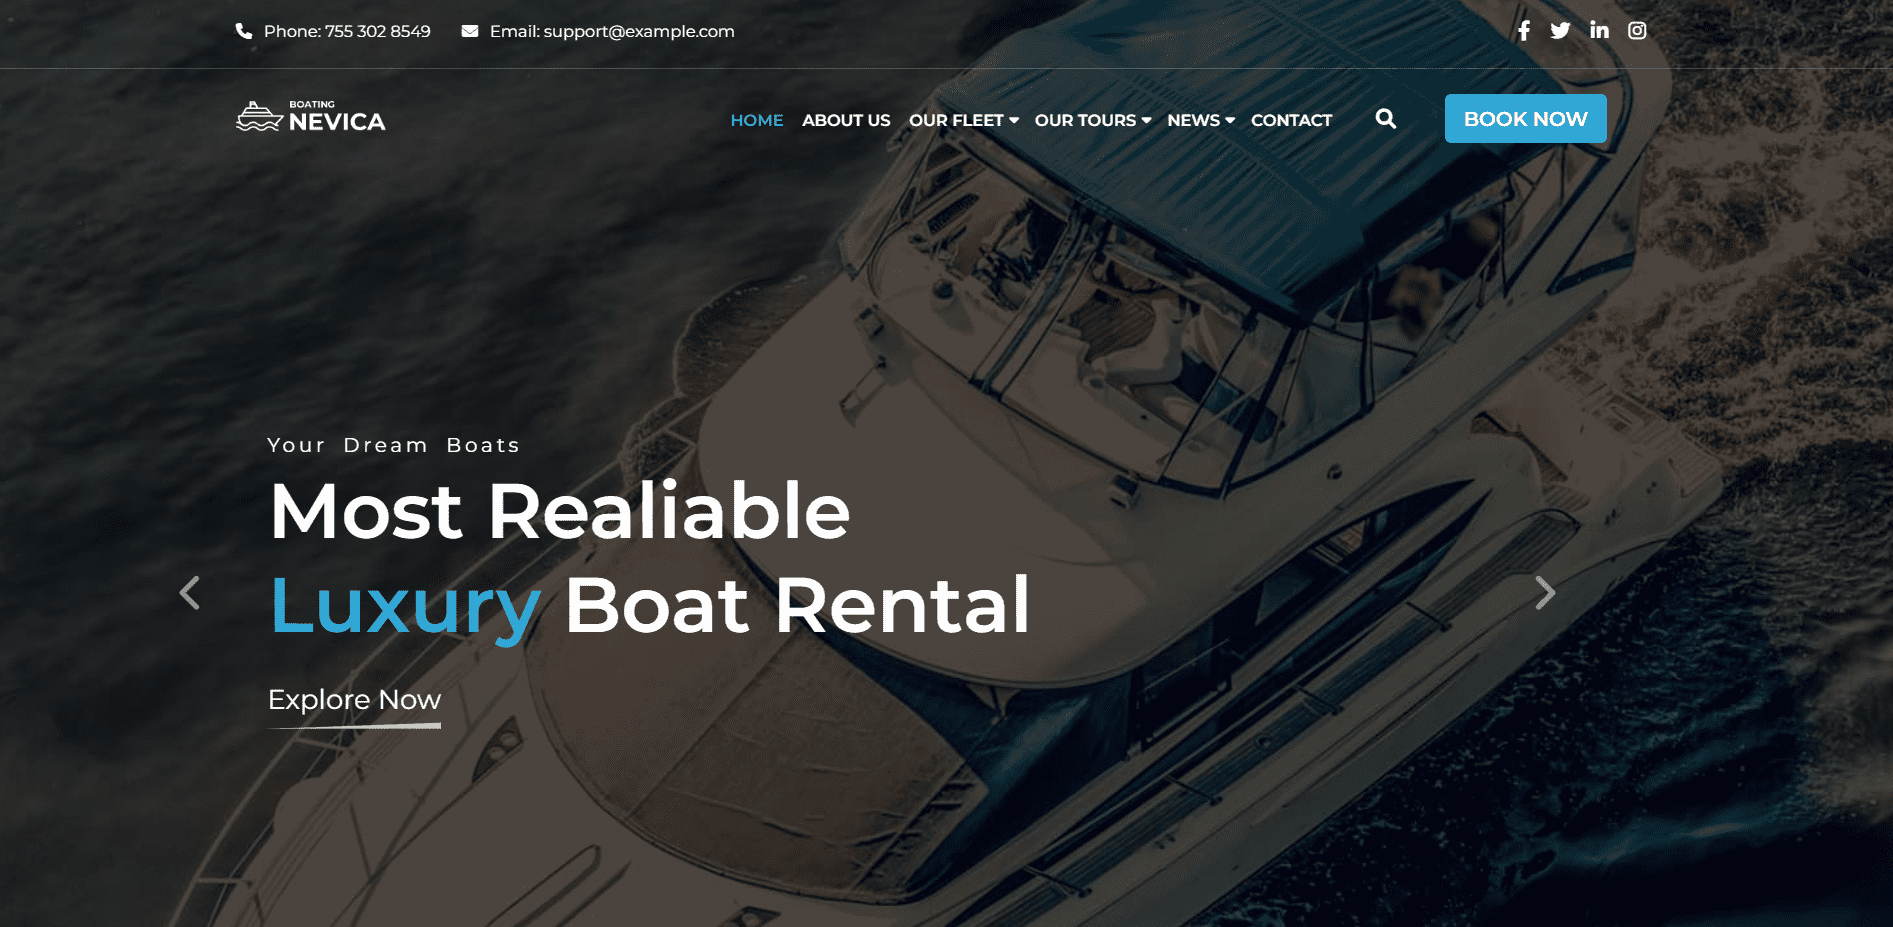 Phone: 755 302 8549 Email: support@example.com
BOATING
NEVICA
HOME ABOUT US OUR FLEET OUR TOURS NEWS CONTACT BOOK NOW
Your Dream Boats
Most Realiable
Luxury Boat Rental
Explore Now